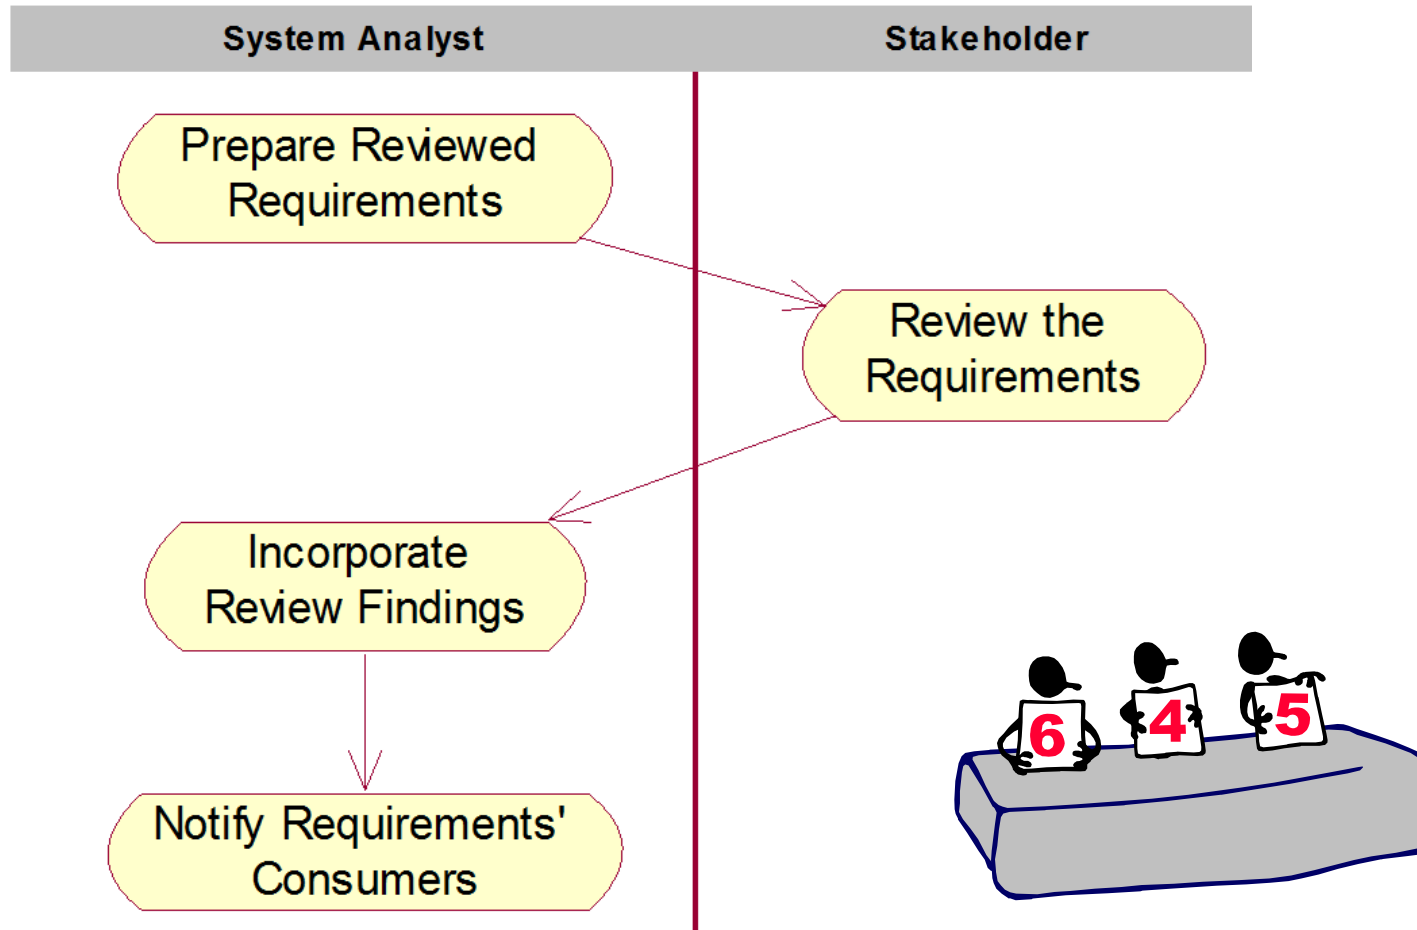 System Analyst
Stakeholder
Prepare Reviewed
Requirements
Review the
Requirements
Incorporate
Review Findings
Notify Requirements'
Consumers
6
4
5